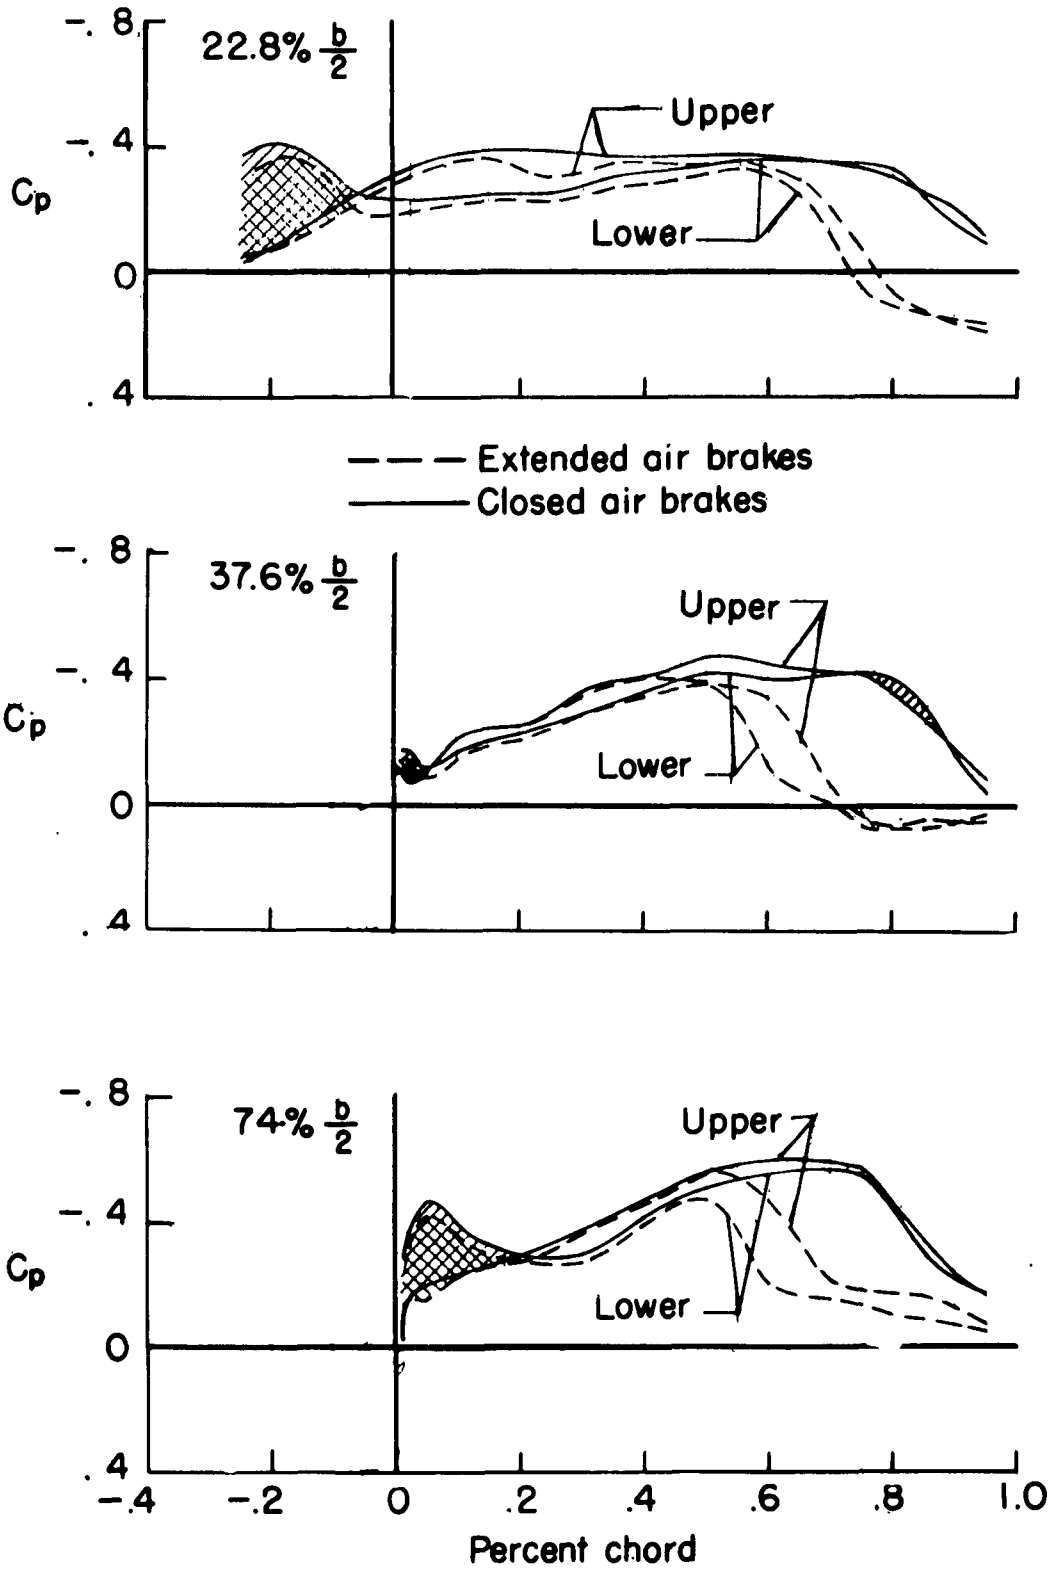 -.8
22.8% b/2
Upper
-.4
Cp
Lower
0
.4
Extended air brakes
Closed air brakes
-.8
37.6% b/2
Upper
-.4
Cp
Lower
0
.4
-.8
74% b/2
Upper
-.4
Cp
Lower
0
.4
-.4 -.2 0 .2 .4 .6 .8 1.0
Percent chord